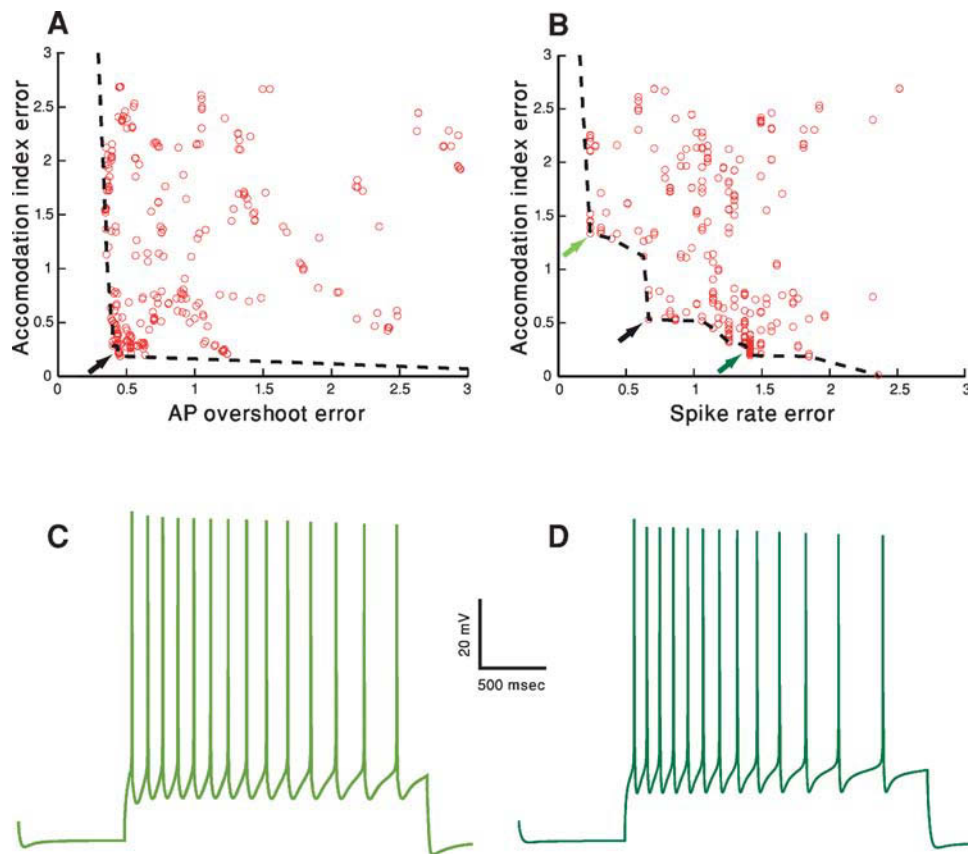 A
B
Accomodation index error
3
2.5
2
1.5
1
0.5
0
0 0.5 1 1.5 2 2.5 3
AP overshoot error
Accomodation index error
3
2.5
2
1.5
1
0.5
0
0 0.5 1 1.5 2 2.5 3
Spike rate error
C
D
20 mV
500 msec